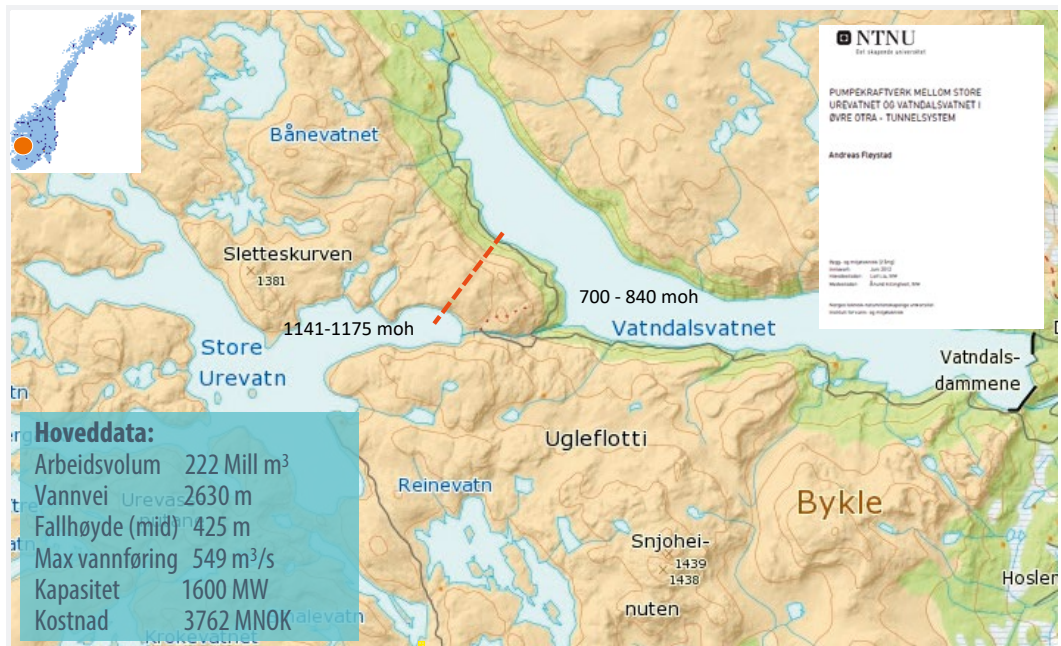 NTNU
Det skapende universitet
PUMPEKRAFTVERK MELLOM STORE
UREVATNET OG VATNDALSVATNET I
ØVRE OTRA - TUNNELSYSTEM
Andreas Fløystad
Bånevatnet
Sletteskurven
1381
1141-1175 moh
700 - 840 moh
Vatndalsvatnet
Store
Urevatn
Vatndals-
dammene
Ugleflotti
Reinevatn
Bykle
Snjohei-
1439
1438
nuten
Hoslen
Hoveddata:
Arbeidsvolum 222 Mill m³
Vannvei 2630 m
Fallhøyde (mid) 425 m
Max vannføring 549 m³/s
Kapasitet 1600 MW
Kostnad 3762 MNOK
Krokevatnet